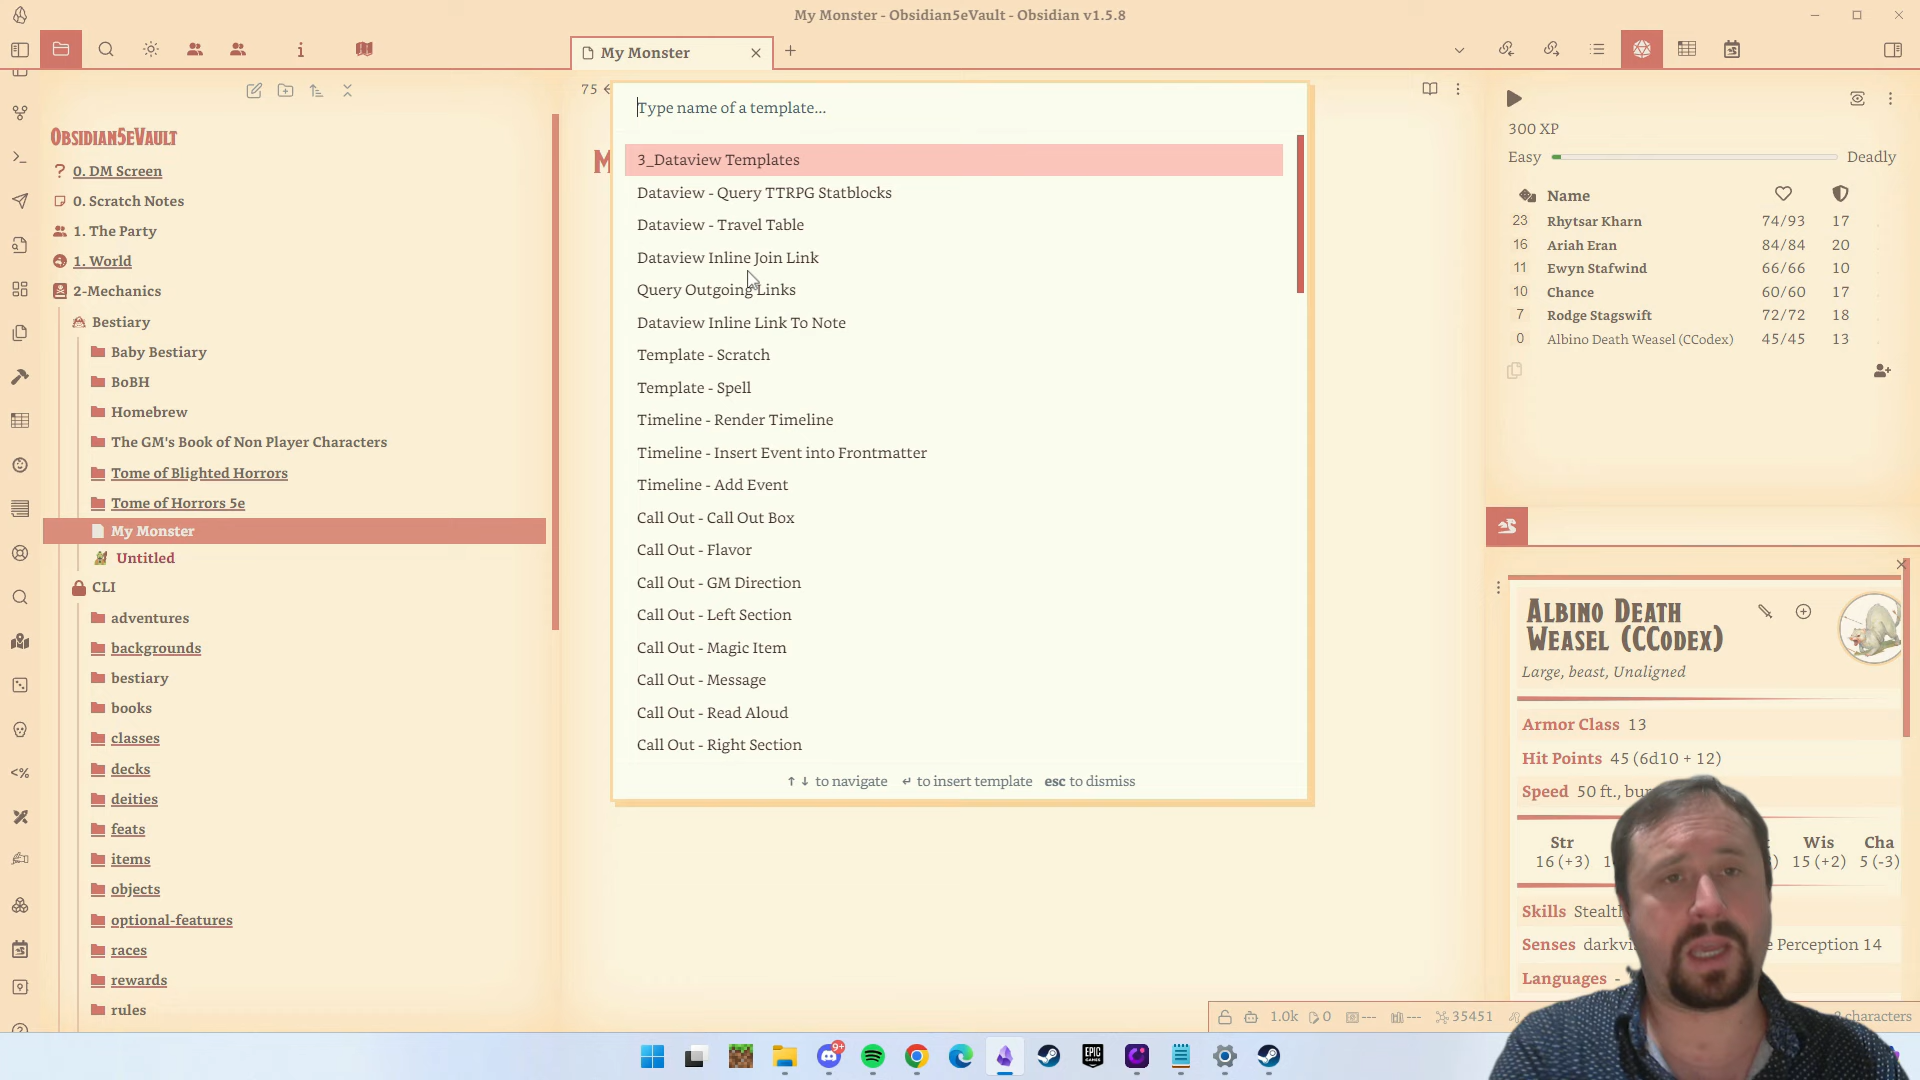 My Monster - Obsidian5eVault - Obsidian v1.5.8
My Monster
75
Type name of a template...
3_Dataview Templates
Dataview - Query TTRPG Statblocks
Dataview - Travel Table
Dataview Inline Join Link
Query Outgoing Links
Dataview Inline Link To Note
Template - Scratch
Template - Spell
Timeline - Render Timeline
Timeline - Insert Event into Frontmatter
Timeline - Add Event
Call Out - Call Out Box
Call Out - Flavor
Call Out - GM Direction
Call Out - Left Section
Call Out - Magic Item
Call Out - Message
Call Out - Read Aloud
Call Out - Right Section
↑ ↓ to navigate ↵ to insert template esc to dismiss
Obsidian5eVault
0. DM Screen
0. Scratch Notes
1. The Party
1. World
2-Mechanics
Bestiary
Baby Bestiary
BoBH
Homebrew
The GM's Book of Non Player Characters
Tome of Blighted Horrors
Tome of Horrors 5e
My Monster
Untitled
CLI
adventures
backgrounds
bestiary
books
classes
decks
deities
feats
items
objects
optional-features
races
rewards
rules
<%
M
300 XP
Easy Deadly
Name
23 Rhytsar Kharn 74/93 17
16 Ariah Eran 84/84 20
11 Ewyn Stafwind 66/66 10
10 Chance 60/60 17
7 Rodge Stagswift 72/72 18
0 Albino Death Weasel (CCodex) 45/45 13
Albino Death
Weasel (CCodex)
Large, beast, Unaligned
Armor Class 13
Hit Points 45 (6d10 + 12)
Speed 50 ft., bur
Str Wis Cha
16 (+3) 1 15 (+2) 5 (-3)
Skills Stealt
Senses darkvi e Perception 14
Languages -
1.0k 0 --- --- 35451 characters
9+
EPIC GAMES